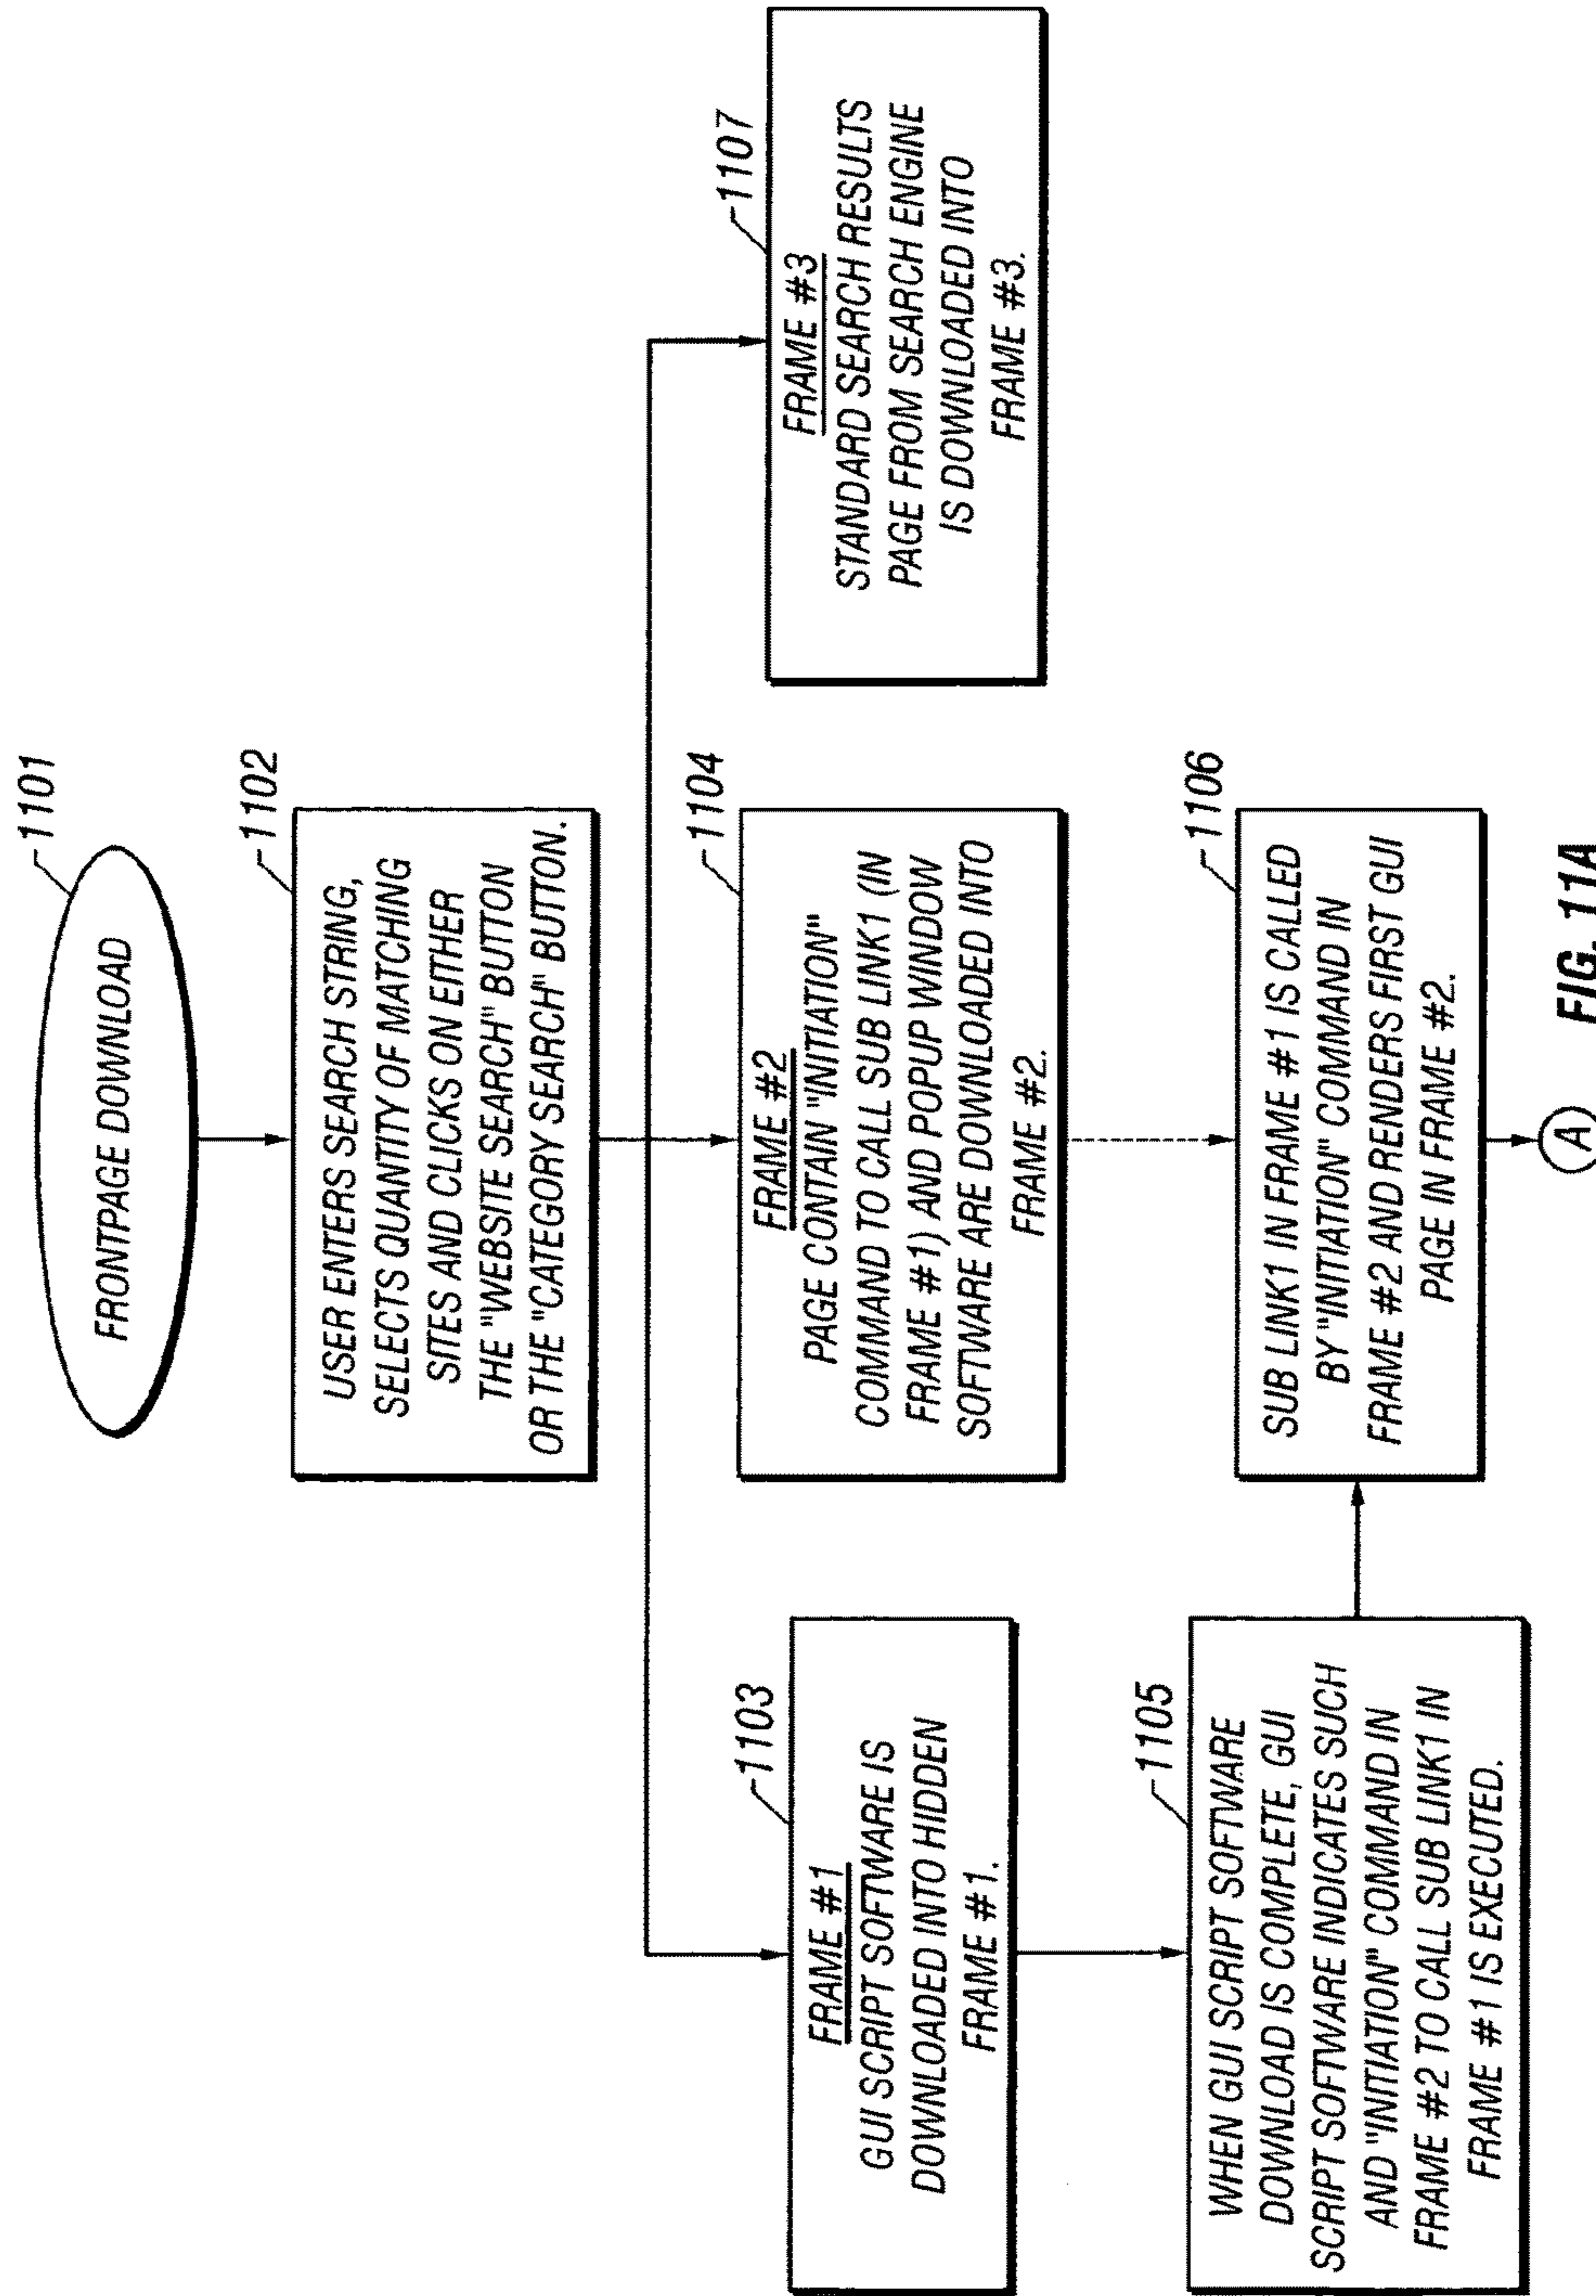 1101
FRONTPAGE DOWNLOAD
1102
USER ENTERS SEARCH STRING,
SELECTS QUANTITY OF MATCHING
SITES AND CLICKS ON EITHER
THE "WEBSITE SEARCH" BUTTON
OR THE "CATEGORY SEARCH" BUTTON.
1103
FRAME #1
GUI SCRIPT SOFTWARE IS
DOWNLOADED INTO HIDDEN
FRAME #1.
1104
FRAME #2
PAGE CONTAIN "INITIATION"
COMMAND TO CALL SUB LINK1 (IN
FRAME #1) AND POPUP WINDOW
SOFTWARE ARE DOWNLOADED INTO
FRAME #2.
1107
FRAME #3
STANDARD SEARCH RESULTS
PAGE FROM SEARCH ENGINE
IS DOWNLOADED INTO
FRAME #3.
1105
WHEN GUI SCRIPT SOFTWARE
DOWNLOAD IS COMPLETE, GUI
SCRIPT SOFTWARE INDICATES SUCH
AND "INITIATION" COMMAND IN
FRAME #2 TO CALL SUB LINK1 IN
FRAME #1 IS EXECUTED.
1106
SUB LINK1 IN FRAME #1 IS CALLED
BY "INITIATION" COMMAND IN
FRAME #2 AND RENDERS FIRST GUI
PAGE IN FRAME #2.
A
FIG. 11A